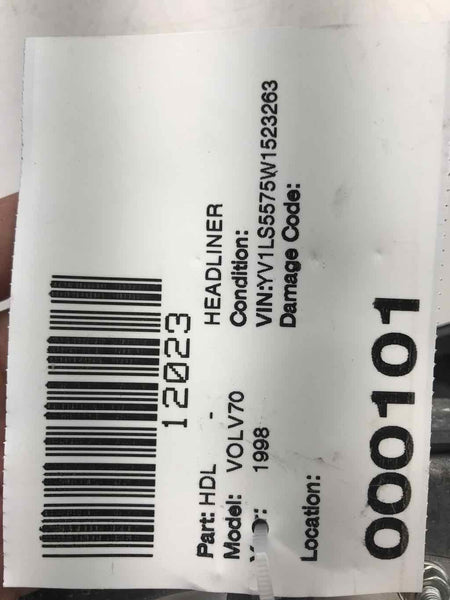 12023
Part: HDL - HEADLINER
Model: VOLV70 Condition:
1998 VIN:YV1LS5575W1523263
Damage Code:
Location:
000101